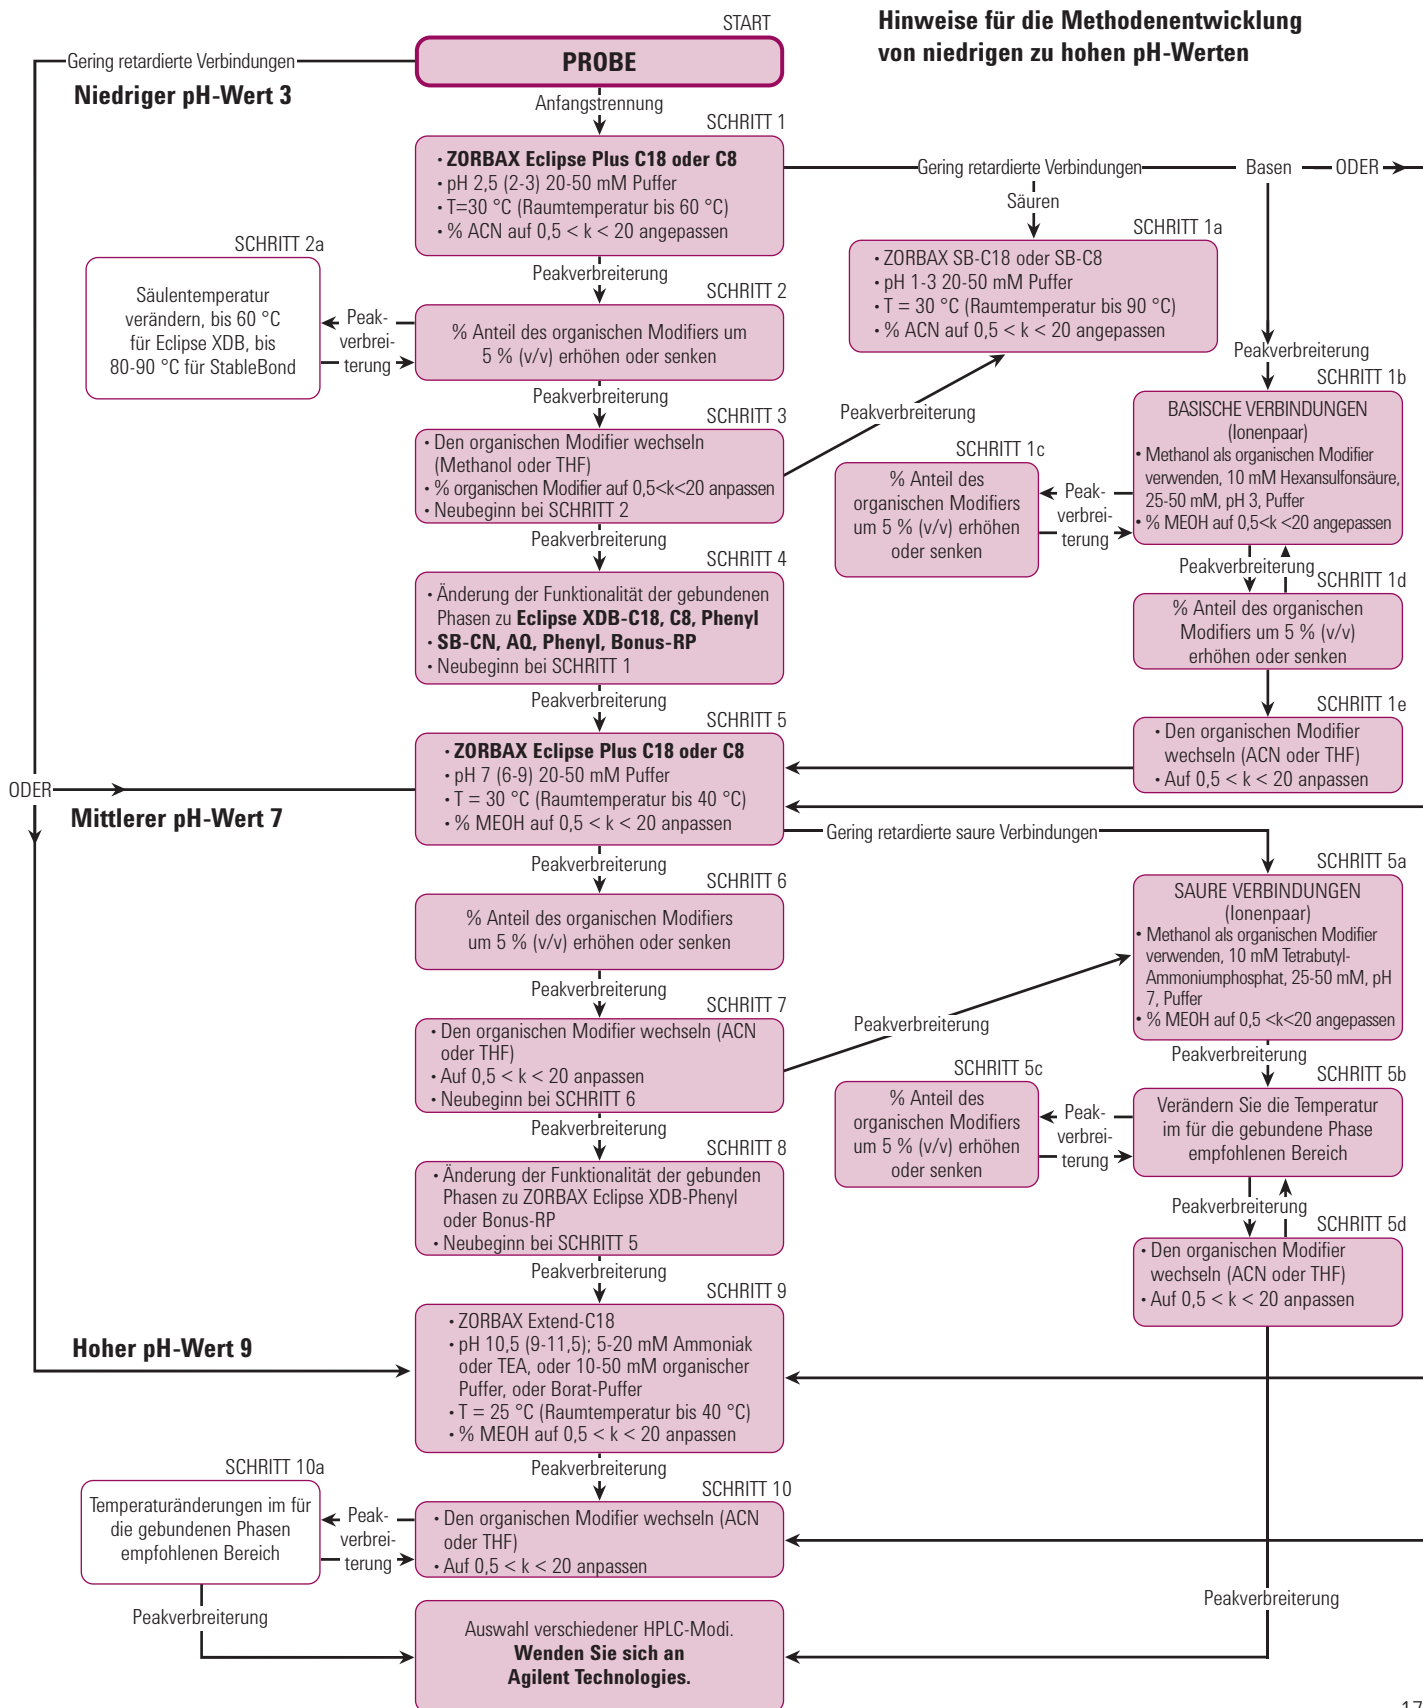 Hinweise für die Methodenentwicklung
von niedrigen zu hohen pH-Werten
START
PROBE
Gering retardierte Verbindungen
Niedriger pH-Wert 3
Anfangstrennung
SCHRITT 1
• ZORBAX Eclipse Plus C18 oder C8
• pH 2,5 (2-3) 20-50 mM Puffer
• T=30 °C (Raumtemperatur bis 60 °C)
• % ACN auf 0,5 < k < 20 angepassen
Gering retardierte Verbindungen
Basen
ODER
Säuren
SCHRITT 1a
• ZORBAX SB-C18 oder SB-C8
• pH 1-3 20-50 mM Puffer
• T = 30 °C (Raumtemperatur bis 90 °C)
• % ACN auf 0,5 < k < 20 angepassen
Peakverbreiterung
SCHRITT 2a
Säulentemperatur
verändern, bis 60 °C
für Eclipse XDB, bis
80-90 °C für StableBond
Peak-
verbrei-
terung
SCHRITT 2
% Anteil des organischen Modifiers um
5 % (v/v) erhöhen oder senken
Peakverbreiterung
Peakverbreiterung
SCHRITT 1b
BASISCHE VERBINDUNGEN
(Ionenpaar)
• Methanol als organischen Modifier
verwenden, 10 mM Hexansulfonsäure,
25-50 mM, pH 3, Puffer
• % MEOH auf 0,5<k <20 angepassen
SCHRITT 3
• Den organischen Modifier wechseln
(Methanol oder THF)
• % organischen Modifier auf 0,5<k<20 anpassen
• Neubeginn bei SCHRITT 2
Peakverbreiterung
SCHRITT 1c
% Anteil des
organischen Modifiers
um 5 % (v/v) erhöhen
oder senken
Peak-
verbrei-
terung
Peakverbreiterung
SCHRITT 4
• Änderung der Funktionalität der gebundenen
Phasen zu Eclipse XDB-C18, C8, Phenyl
• SB-CN, AQ, Phenyl, Bonus-RP
• Neubeginn bei SCHRITT 1
Peakverbreiterung
SCHRITT 1d
% Anteil des organischen
Modifiers um 5 % (v/v)
erhöhen oder senken
Peakverbreiterung
SCHRITT 1e
• Den organischen Modifier
wechseln (ACN oder THF)
• Auf 0,5 < k < 20 anpassen
SCHRITT 5
• ZORBAX Eclipse Plus C18 oder C8
• pH 7 (6-9) 20-50 mM Puffer
• T = 30 °C (Raumtemperatur bis 40 °C)
• % MEOH auf 0,5 < k < 20 anpassen
ODER
Mittlerer pH-Wert 7
Gering retardierte saure Verbindungen
Peakverbreiterung
SCHRITT 5a
SAURE VERBINDUNGEN
(Ionenpaar)
• Methanol als organischen Modifier
verwenden, 10 mM Tetrabutyl-
Ammoniumphosphat, 25-50 mM, pH
7, Puffer
• % MEOH auf 0,5 <k<20 angepassen
SCHRITT 6
% Anteil des organischen Modifiers
um 5 % (v/v) erhöhen oder senken
Peakverbreiterung
SCHRITT 7
• Den organischen Modifier wechseln (ACN
oder THF)
• Auf 0,5 < k < 20 anpassen
• Neubeginn bei SCHRITT 6
Peakverbreiterung
Peakverbreiterung
SCHRITT 5b
Verändern Sie die Temperatur
im für die gebundene Phase
empfohlenen Bereich
SCHRITT 5c
% Anteil des
organischen Modifiers
um 5 % (v/v) erhöhen
oder senken
Peak-
verbrei-
terung
Peakverbreiterung
SCHRITT 8
• Änderung der Funktionalität der gebunden
Phasen zu ZORBAX Eclipse XDB-Phenyl
oder Bonus-RP
• Neubeginn bei SCHRITT 5
Peakverbreiterung
SCHRITT 5d
• Den organischen Modifier
wechseln (ACN oder THF)
• Auf 0,5 < k < 20 anpassen
Peakverbreiterung
SCHRITT 9
• ZORBAX Extend-C18
• pH 10,5 (9-11,5); 5-20 mM Ammoniak
oder TEA, oder 10-50 mM organischer
Puffer, oder Borat-Puffer
• T = 25 °C (Raumtemperatur bis 40 °C)
• % MEOH auf 0,5 < k < 20 anpassen
Hoher pH-Wert 9
Peakverbreiterung
SCHRITT 10a
Temperaturänderungen im für
die gebundenen Phasen
empfohlenen Bereich
Peak-
verbrei-
terung
SCHRITT 10
• Den organischen Modifier wechseln (ACN
oder THF)
• Auf 0,5 < k < 20 anpassen
Peakverbreiterung
Peakverbreiterung
Auswahl verschiedener HPLC-Modi.
Wenden Sie sich an
Agilent Technologies.
17